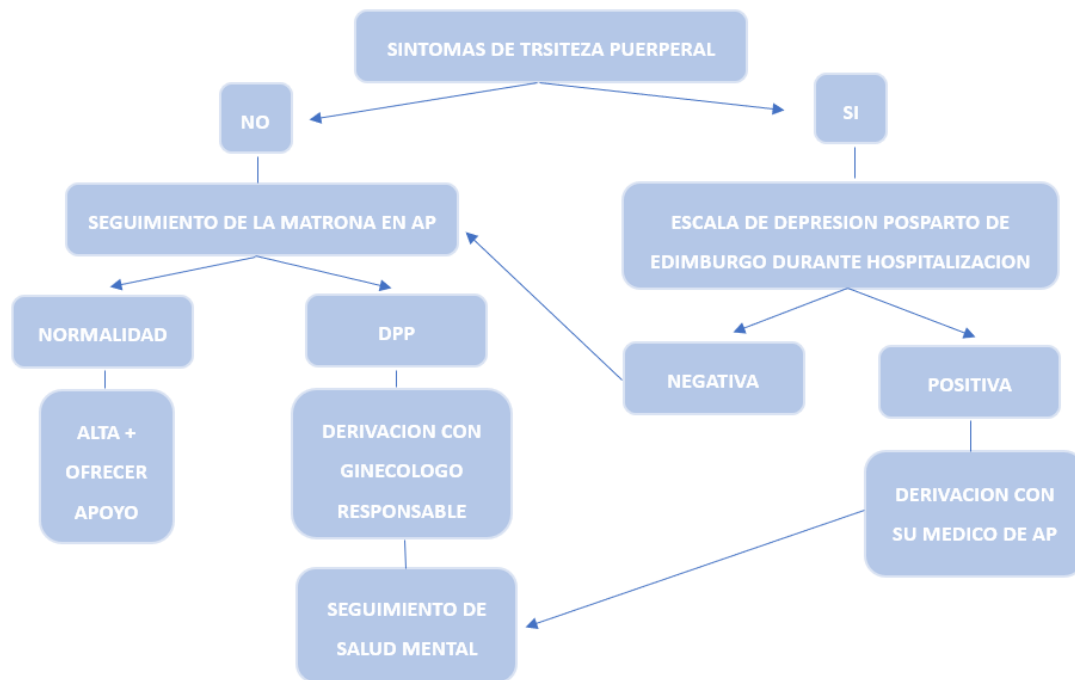 SINTOMAS DE TRSITEZA PUERPERAL
NO
SI
SEGUIMIENTO DE LA MATRONA EN AP
ESCALA DE DEPRESION POSPARTO DE
EDIMBURGO DURANTE HOSPITALIZACION
NORMALIDAD
DPP
NEGATIVA
POSITIVA
ALTA +
OFRECER
APOYO
DERIVACION CON
GINECOLOGO
RESPONSABLE
DERIVACION CON
SU MEDICO DE AP
SEGUIMIENTO DE
SALUD MENTAL